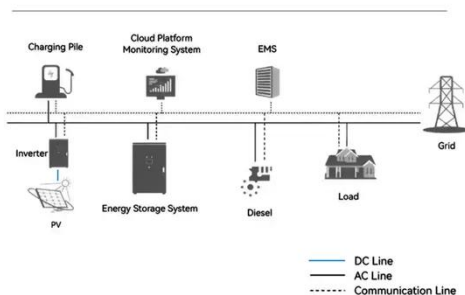 Charging Pile
Cloud Platform
Monitoring System
EMS
Inverter
Grid
PV
Energy Storage System
Diesel
Load
DC Line
AC Line
Communication Line